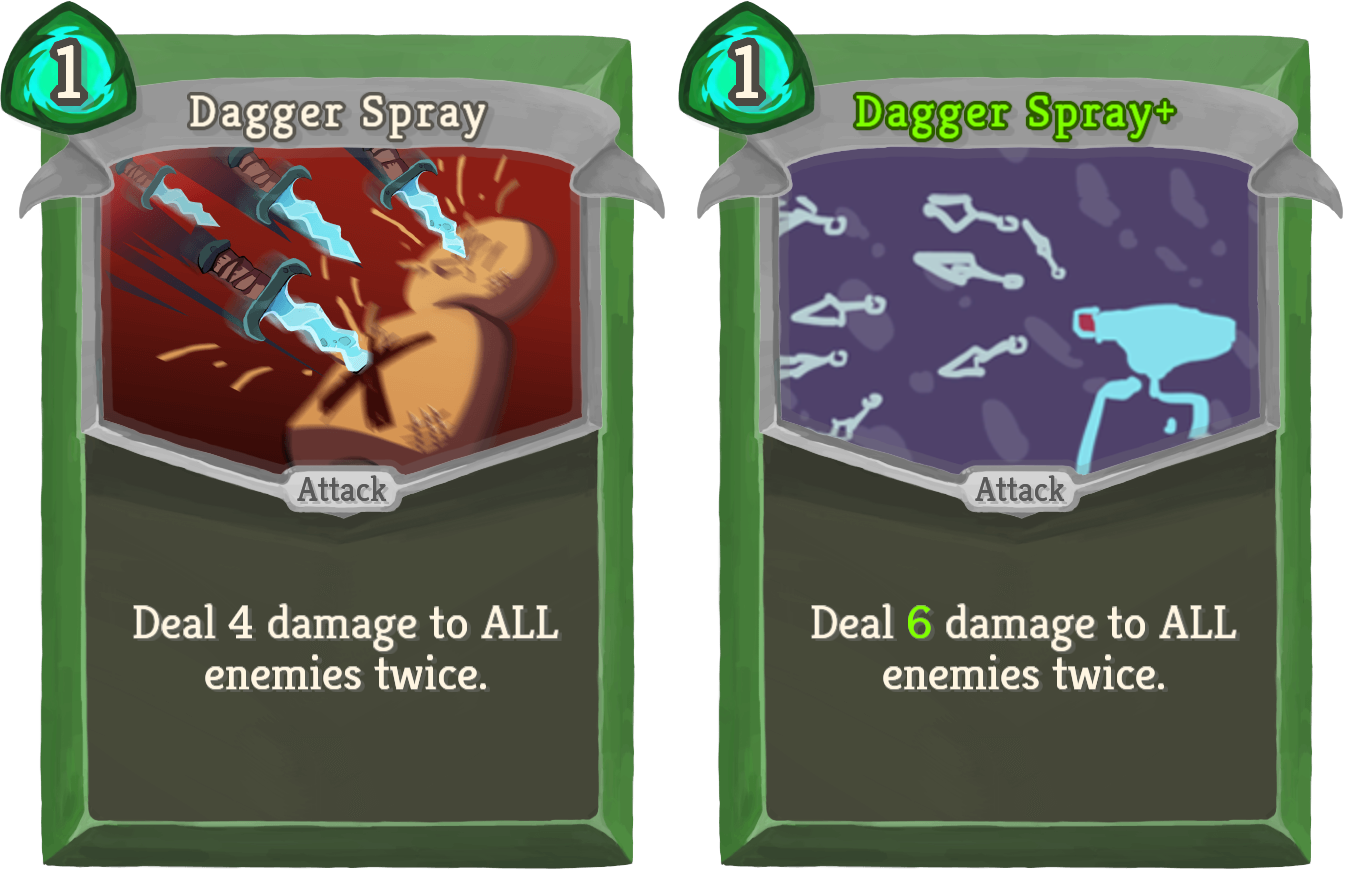 1
Dagger Spray
Attack
Deal 4 damage to ALL
enemies twice.
1
Dagger Spray+
Attack
Deal 6 damage to ALL
enemies twice.